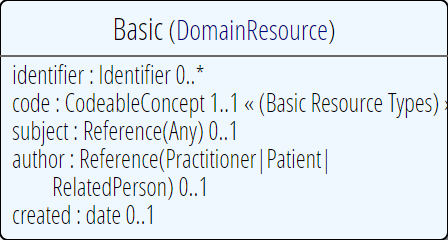 Basic (DomainResource)
identifier : Identifier 0..*
code : CodeableConcept 1..1 « (Basic Resource Types) »
subject : Reference(Any) 0..1
author : Reference(Practitioner|Patient|
RelatedPerson) 0..1
created : date 0..1